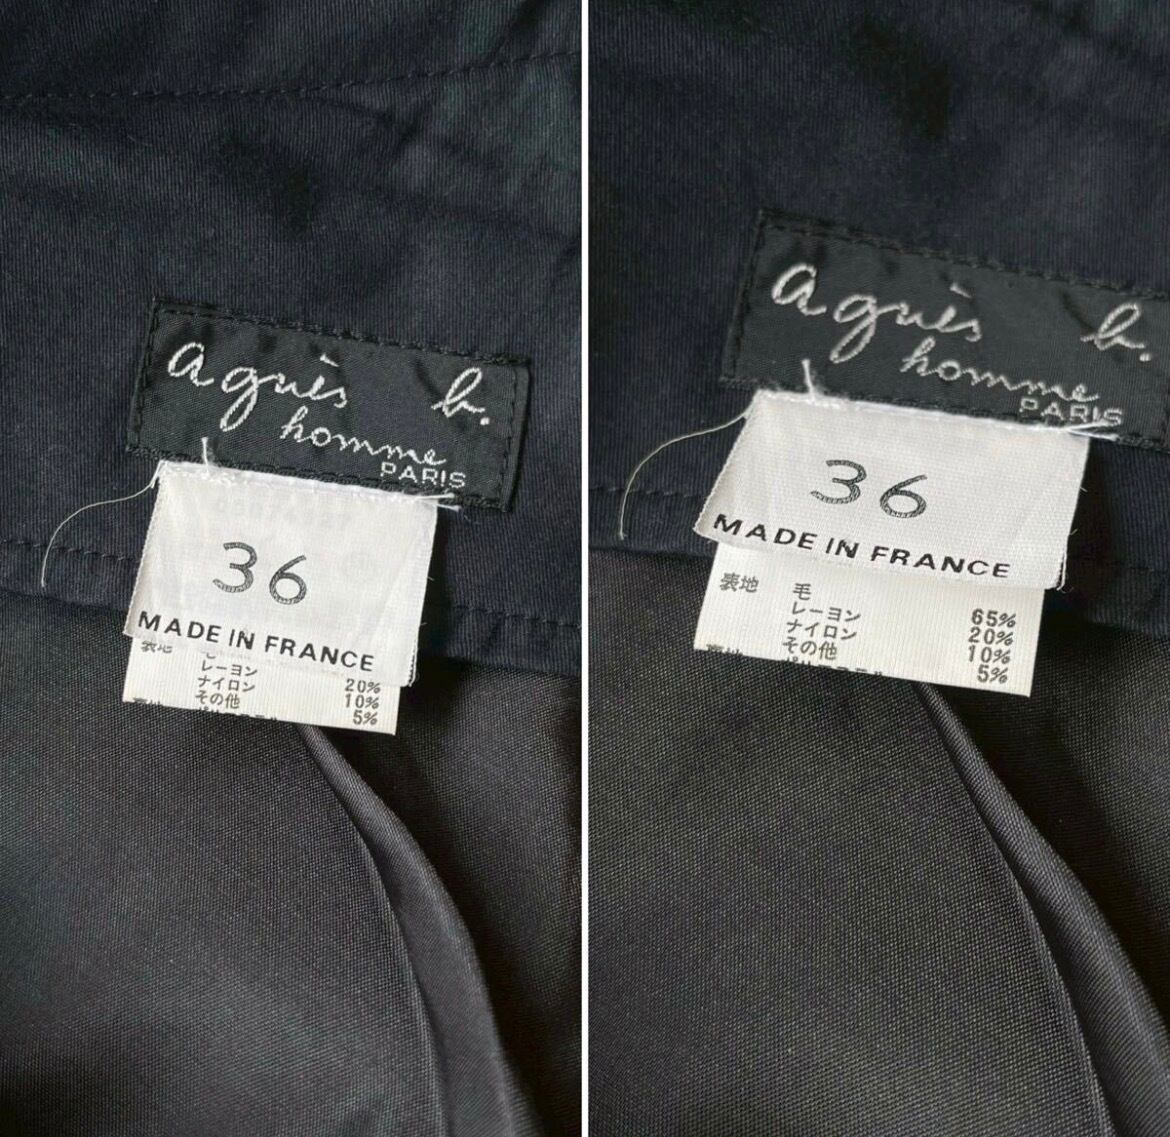 agnès b.
homme
PARIS
36
MADE IN FRANCE
表地
レーヨン 20%
ナイロン 10%
その他 5%
agnès b.
homme
PARIS
36
MADE IN FRANCE
表地 毛 65%
レーヨン 20%
ナイロン 10%
その他 5%